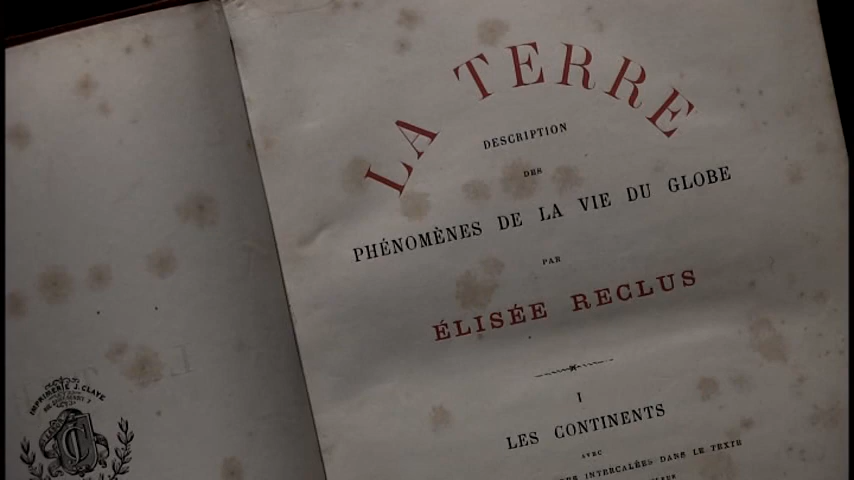 IMPRIMERIE J. CLAYE
LA TERRE
DESCRIPTION
DES
PHÉNOMÈNES DE LA VIE DU GLOBE
PAR
ÉLISÉE RECLUS
I
LES CONTINENTS
AVEC
INTERCALÉES DANS LE TEXTE